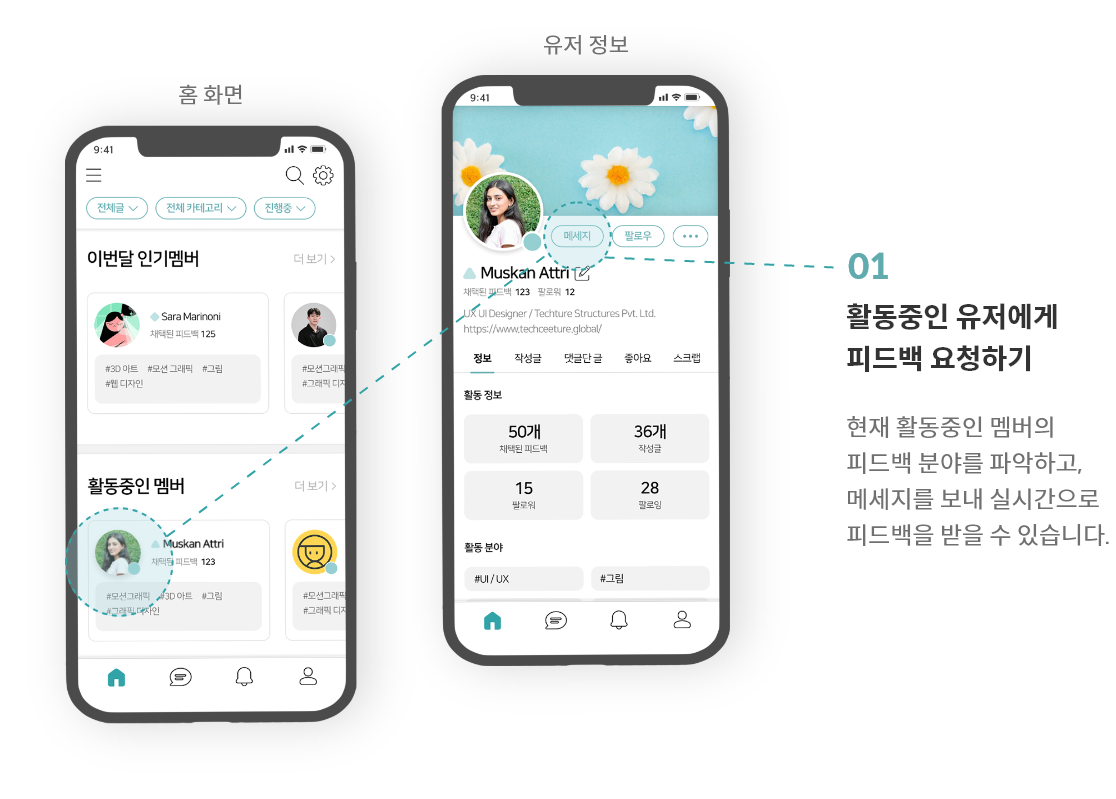 홈 화면
9:41
전체글
전체 카테고리
진행중
이번달 인기멤버
더 보기
Sara Marinoni
채택된 피드백 125
#3D 아트 #모션 그래픽 #그림
#웹 디자인
#모션그래픽
#그래픽 디자
활동중인 멤버
더 보기
Muskan Attri
채택된 피드백 123
#모션그래픽 #3D 아트 #그림
#그래픽 디자인
#모션그래픽
#그래픽 디자
유저 정보
9:41
메세지
팔로우
Muskan Attri
채택된 피드백 123 팔로워 12
UX UI Designer / Techture Structures Pvt. Ltd.
https://www.techceeture.global/
정보 작성글 댓글단 글 좋아요 스크랩
활동 정보
50개
채택된 피드백
36개
작성글
15
팔로워
28
팔로잉
활동 분야
#UI / UX
#그림
01
활동중인 유저에게
피드백 요청하기
현재 활동중인 멤버의
피드백 분야를 파악하고,
메세지를 보내 실시간으로
피드백을 받을 수 있습니다.